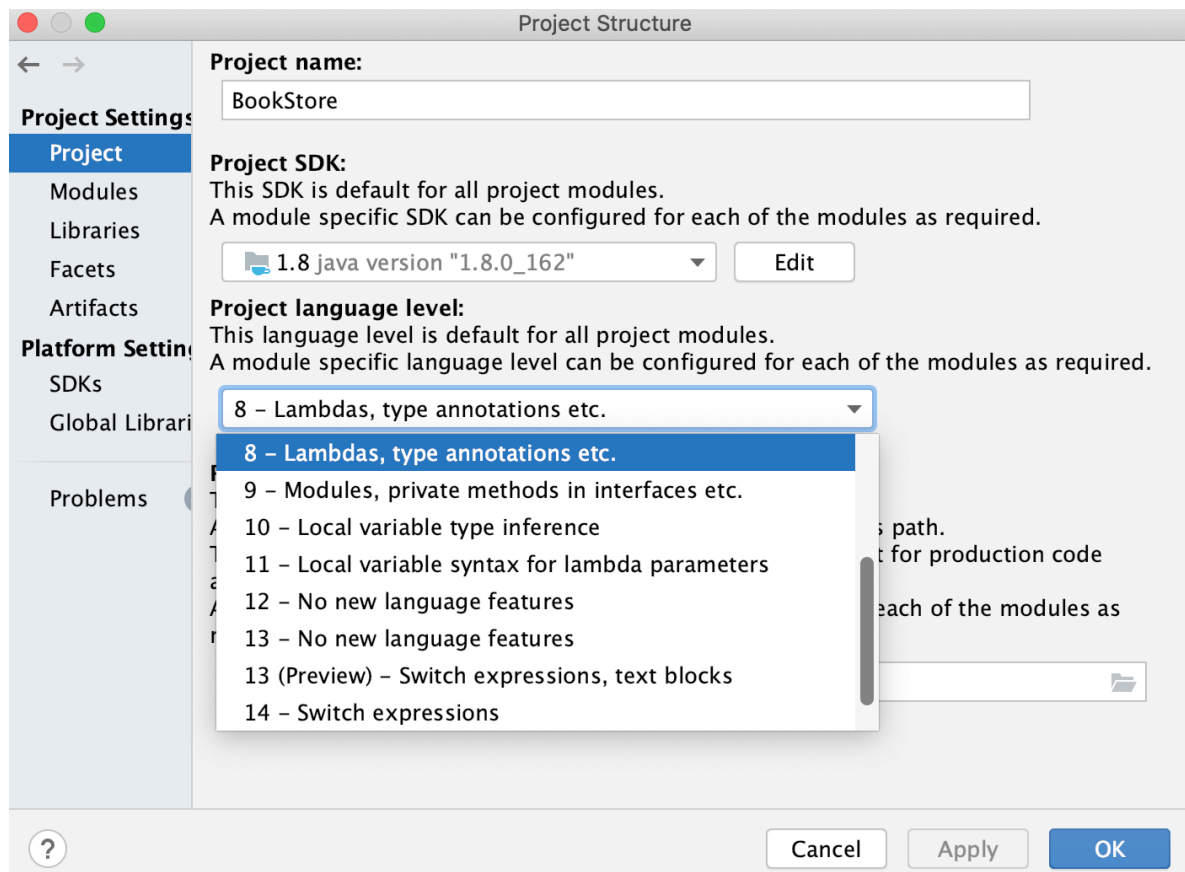 Project Structure
Project name:
BookStore
Project Settings
Project
Modules
Libraries
Facets
Artifacts
Platform Setting
SDKs
Global Librari
Problems
Project SDK:
This SDK is default for all project modules.
A module specific SDK can be configured for each of the modules as required.
1.8 java version "1.8.0_162"
Edit
Project language level:
This language level is default for all project modules.
A module specific language level can be configured for each of the modules as required.
8 – Lambdas, type annotations etc.
8 – Lambdas, type annotations etc.
9 – Modules, private methods in interfaces etc.
10 – Local variable type inference
11 – Local variable syntax for lambda parameters
12 – No new language features
13 – No new language features
13 (Preview) – Switch expressions, text blocks
14 – Switch expressions
path.
for production code
each of the modules as
?
Cancel
Apply
OK